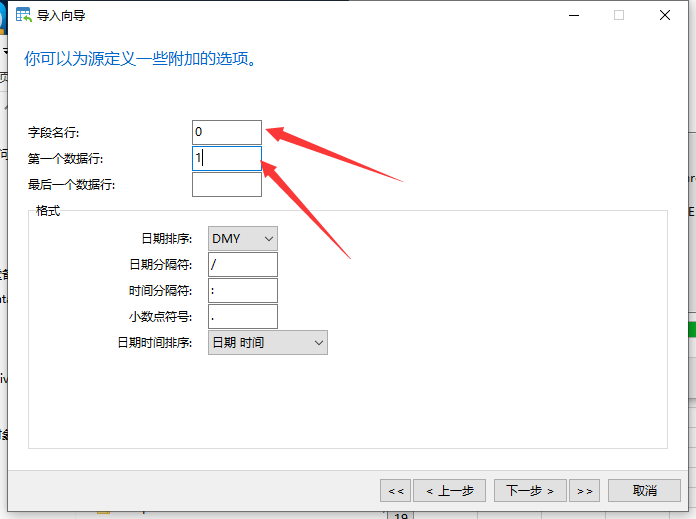 导入向导
你可以为源定义一些附加的选项。
字段名行: 0
第一个数据行: 1
最后一个数据行:
格式
日期排序: DMY
日期分隔符: /
时间分隔符: :
小数点符号: .
日期时间排序: 日期 时间
<< < 上一步 下一步 > >> 取消
19